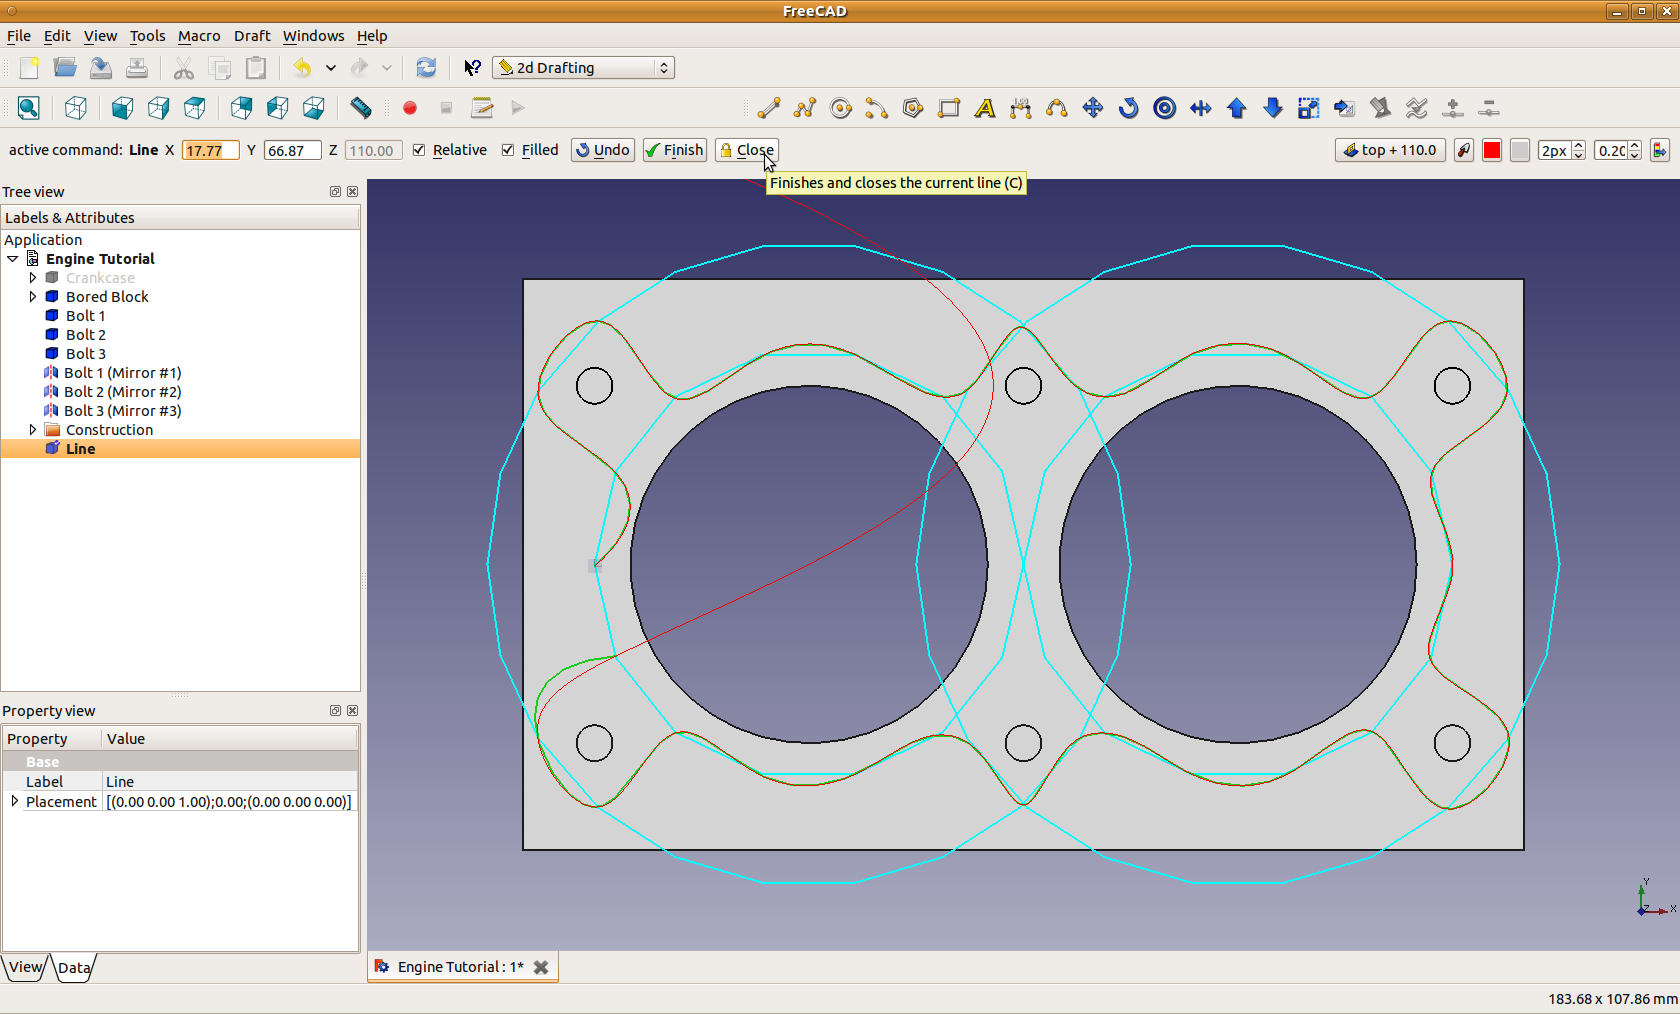 FreeCAD
File Edit View Tools Macro Draft Windows Help
2d Drafting
active command: Line X 17.77 Y 66.87 Z 110.00 Relative Filled Undo Finish Close top + 110.0 2px 0.20
Finishes and closes the current line (C)
Tree view
Labels & Attributes
Application
Engine Tutorial
Crankcase
Bored Block
Bolt 1
Bolt 2
Bolt 3
Bolt 1 (Mirror #1)
Bolt 2 (Mirror #2)
Bolt 3 (Mirror #3)
Construction
Line
Property view
Property Value
Base
Label Line
Placement [(0.00 0.00 1.00);0.00;(0.00 0.00 0.00)]
Y
Z X
View Data
Engine Tutorial : 1*
183.68 x 107.86 mm